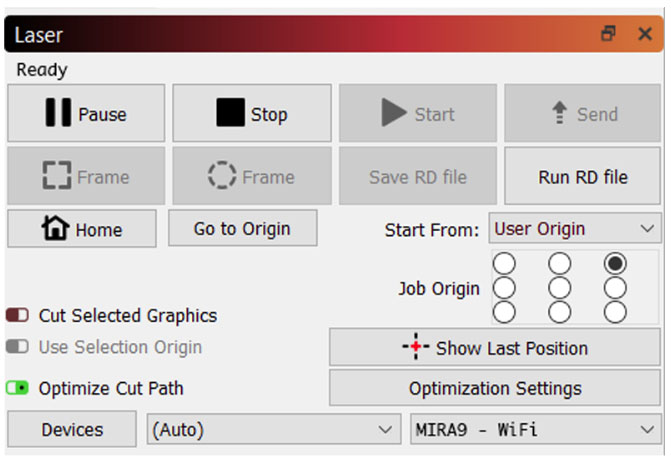 Laser
Ready
Pause Stop Start Send
Frame Frame Save RD file Run RD file
Home Go to Origin Start From: User Origin
Job Origin
Cut Selected Graphics
Use Selection Origin Show Last Position
Optimize Cut Path Optimization Settings
Devices (Auto) MIRA9 - WiFi